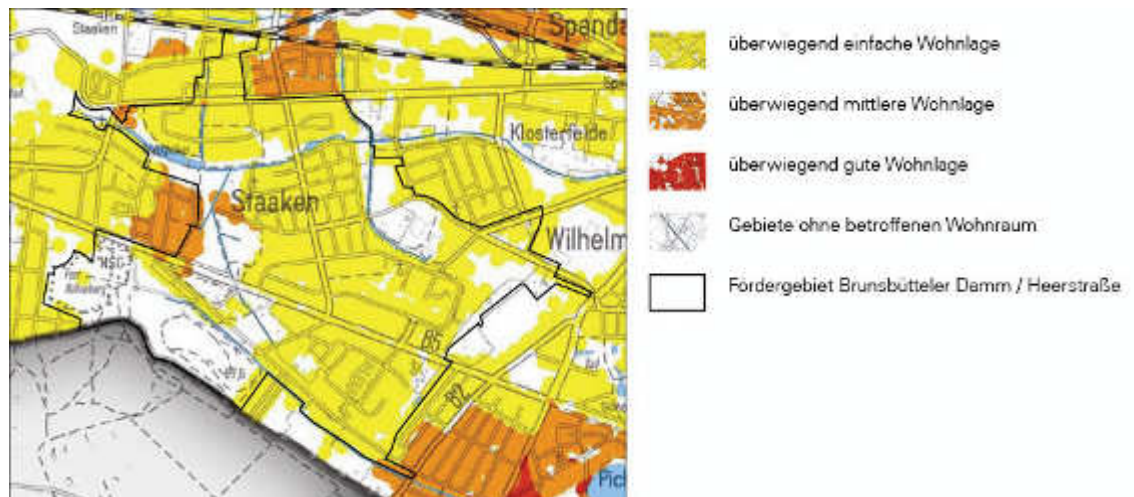 Staaken
Spanda
Klosterfelde
Staaken
Wilhelm
NSG
B5
B2
Pich
überwiegend einfache Wohnlage
überwiegend mittlere Wohnlage
überwiegend gute Wohnlage
Gebiete ohne betroffenen Wohnraum
Fördergebiet Brunsbütteler Damm / Heerstraße